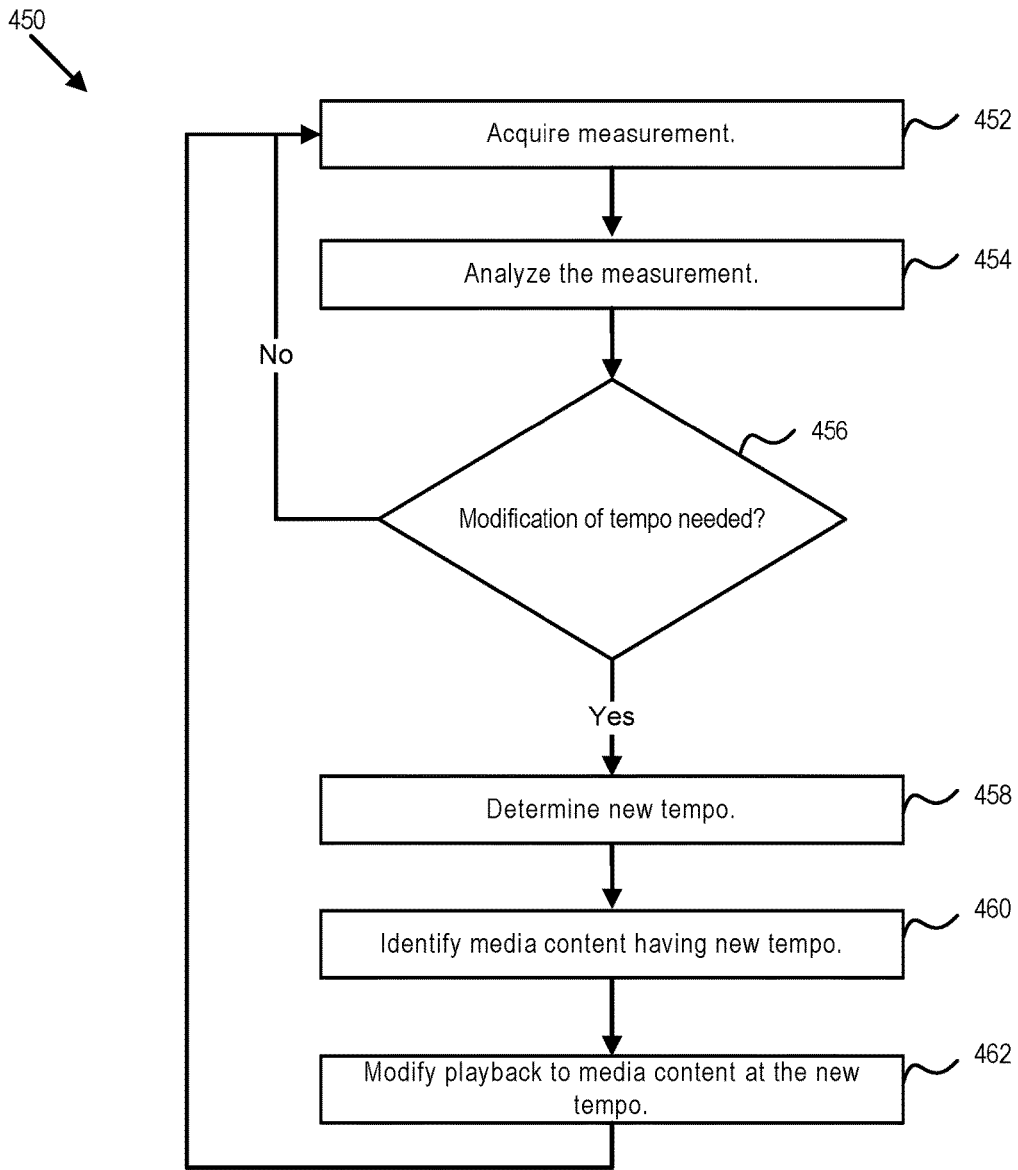 450
Acquire measurement.
452
Analyze the measurement.
454
No
456
Modification of tempo needed?
Yes
Determine new tempo.
458
Identify media content having new tempo.
460
Modify playback to media content at the new
tempo.
462